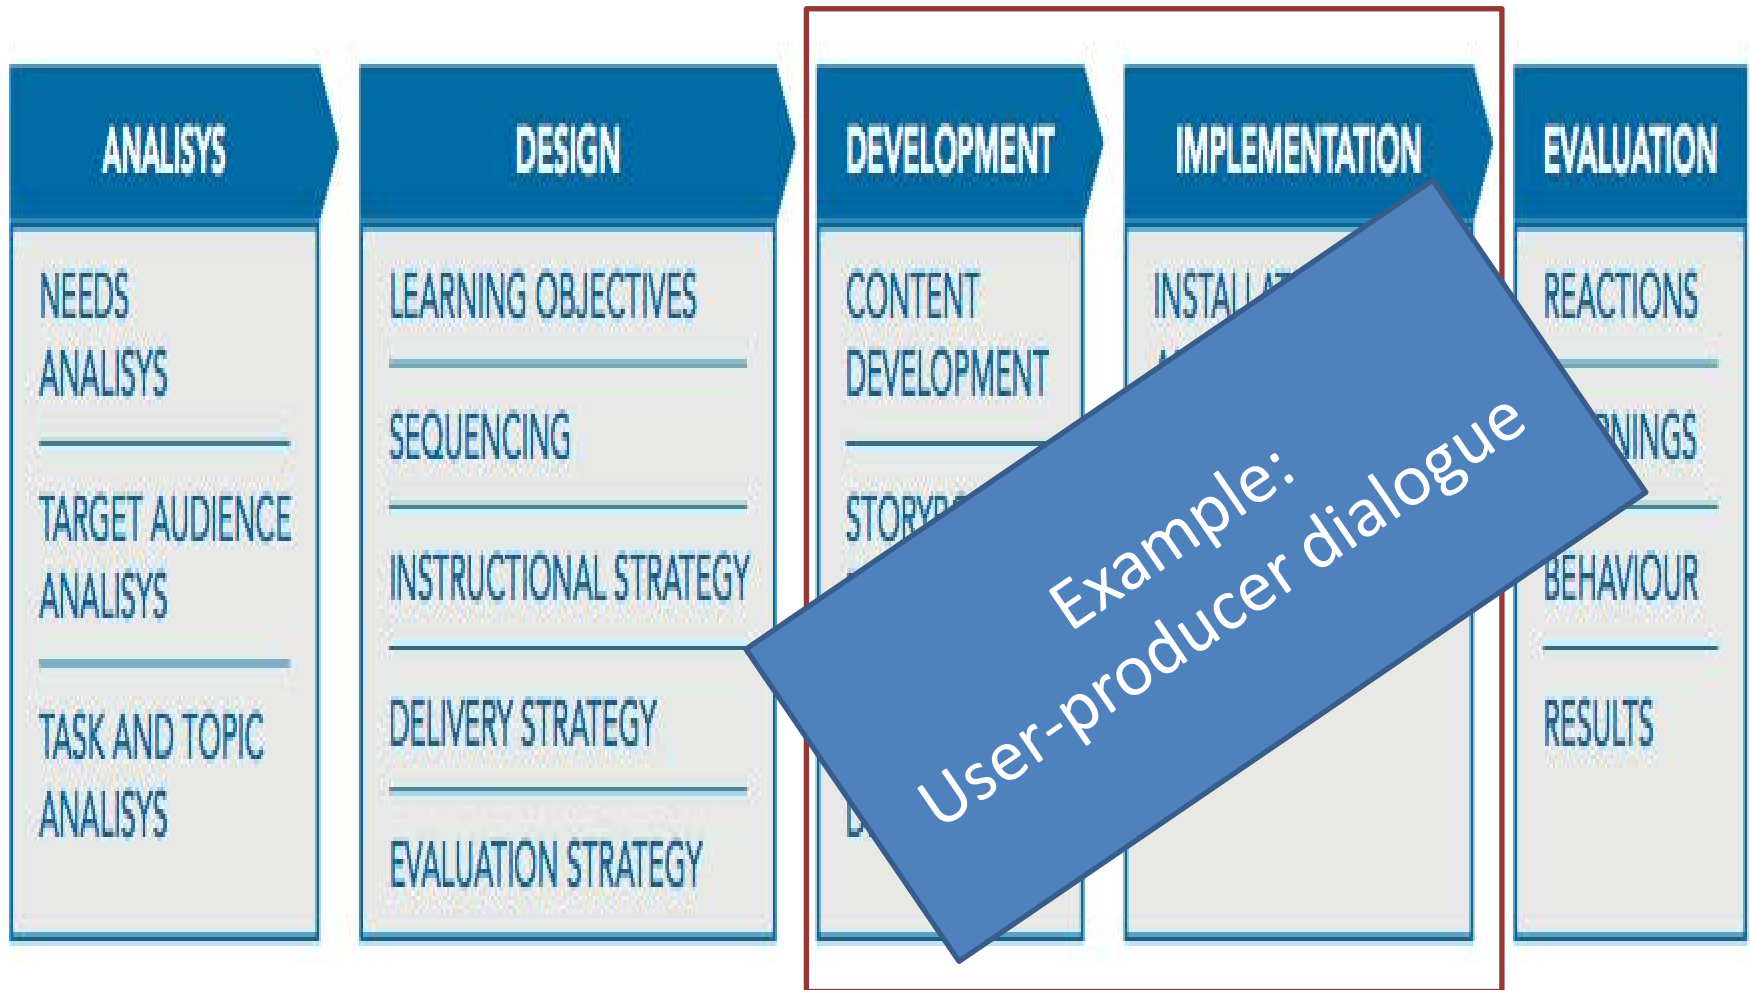 ANALISYS
NEEDS
ANALISYS
TARGET AUDIENCE
ANALISYS
TASK AND TOPIC
ANALISYS
DESIGN
LEARNING OBJECTIVES
SEQUENCING
INSTRUCTIONAL STRATEGY
DELIVERY STRATEGY
EVALUATION STRATEGY
DEVELOPMENT
CONTENT
DEVELOPMENT
IMPLEMENTATION
EVALUATION
REACTIONS
BEHAVIOUR
RESULTS
Example:
User-producer dialogue